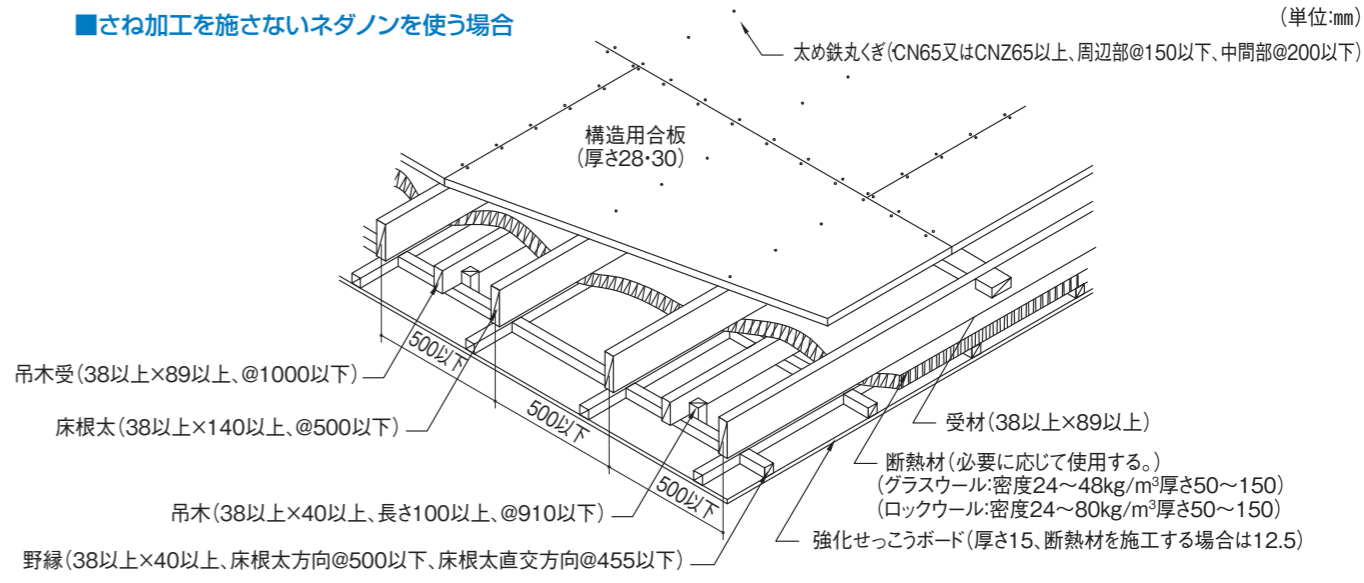 ■さね加工を施さないネダノンを使う場合
(単位:㎜)
太め鉄丸くぎ(CN65又はCNZ65以上、周辺部@150以下、中間部@200以下)
構造用合板
(厚さ28・30)
500以下
500以下
500以下
吊木受(38以上×89以上、@1000以下)
床根太(38以上×140以上、@500以下)
吊木(38以上×40以上、長さ100以上、@910以下)
野縁(38以上×40以上、床根太方向@500以下、床根太直交方向@455以下)
受材(38以上×89以上)
断熱材(必要に応じて使用する。)
(グラスウール:密度24〜48kg/m³厚さ50〜150)
(ロックウール:密度24〜80kg/m³厚さ50〜150)
強化せっこうボード(厚さ15、断熱材を施工する場合は12.5)